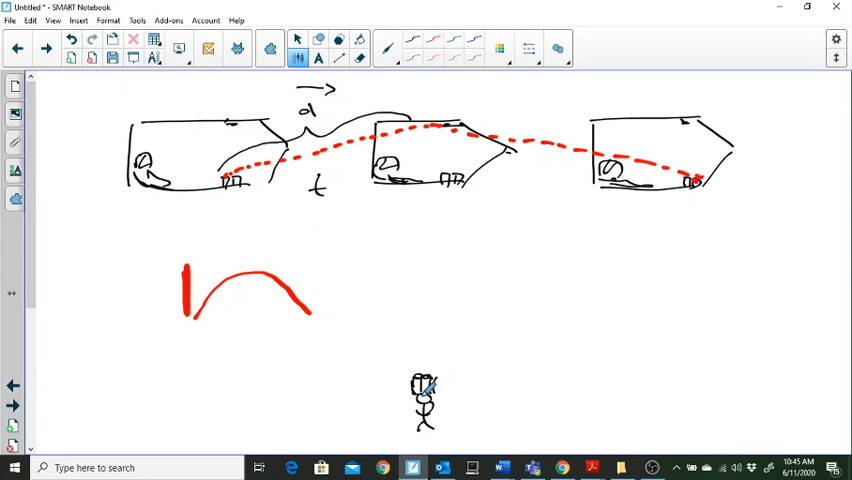 Untitled* - SMART Notebook
File Edit View Insert Format Tools Add-ons Account Help
d
t
Type here to search
10:45 AM
6/11/2020
15